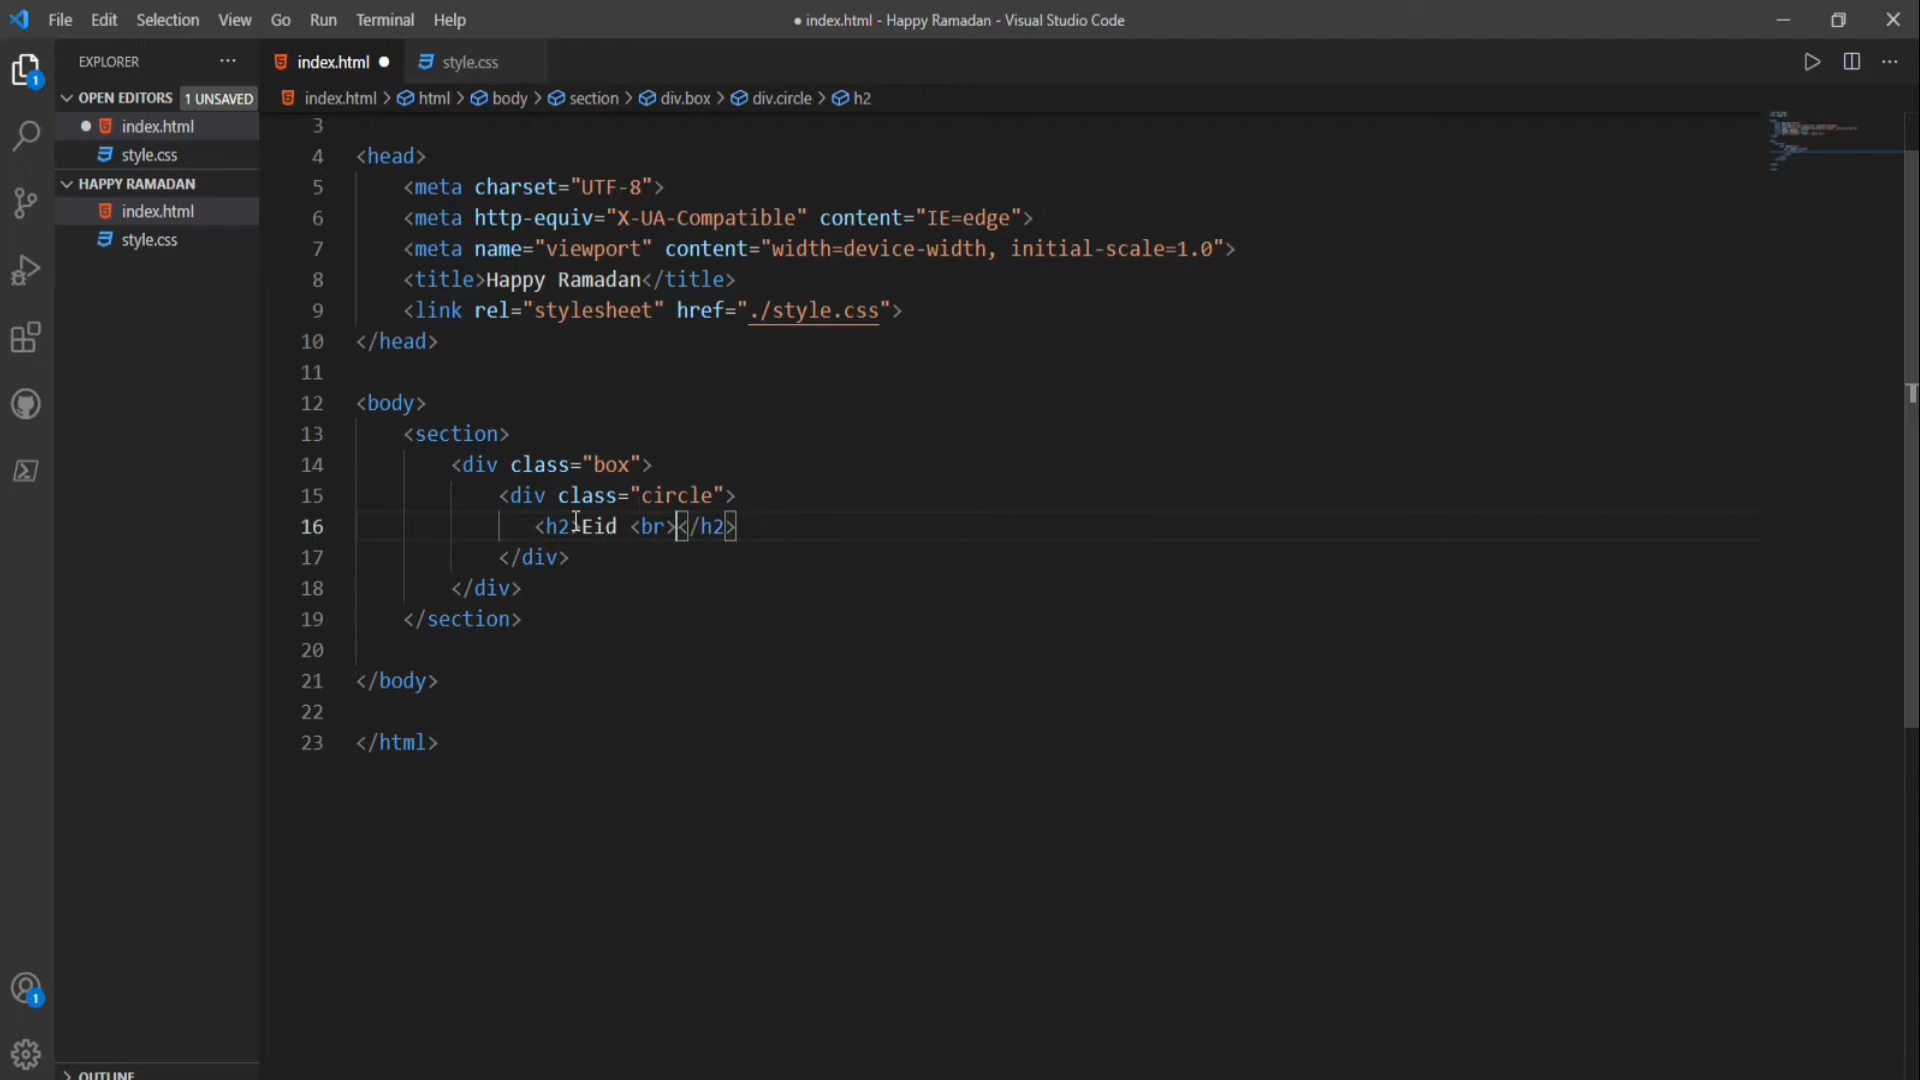 File Edit Selection View Go Run Terminal Help
● index.html - Happy Ramadan - Visual Studio Code
EXPLORER
index.html
style.css
OPEN EDITORS 1 UNSAVED
index.html > html > body > section > div.box > div.circle > h2
index.html
style.css
HAPPY RAMADAN
index.html
style.css
3
4 <head>
5 <meta charset="UTF-8">
6 <meta http-equiv="X-UA-Compatible" content="IE=edge">
7 <meta name="viewport" content="width=device-width, initial-scale=1.0">
8 <title>Happy Ramadan</title>
9 <link rel="stylesheet" href="./style.css">
10 </head>
11
12 <body>
13 <section>
14 <div class="box">
15 <div class="circle">
16 <h2>Eid <br></h2>
17 </div>
18 </div>
19 </section>
20
21 </body>
22
23 </html>
1
1
OUTLINE